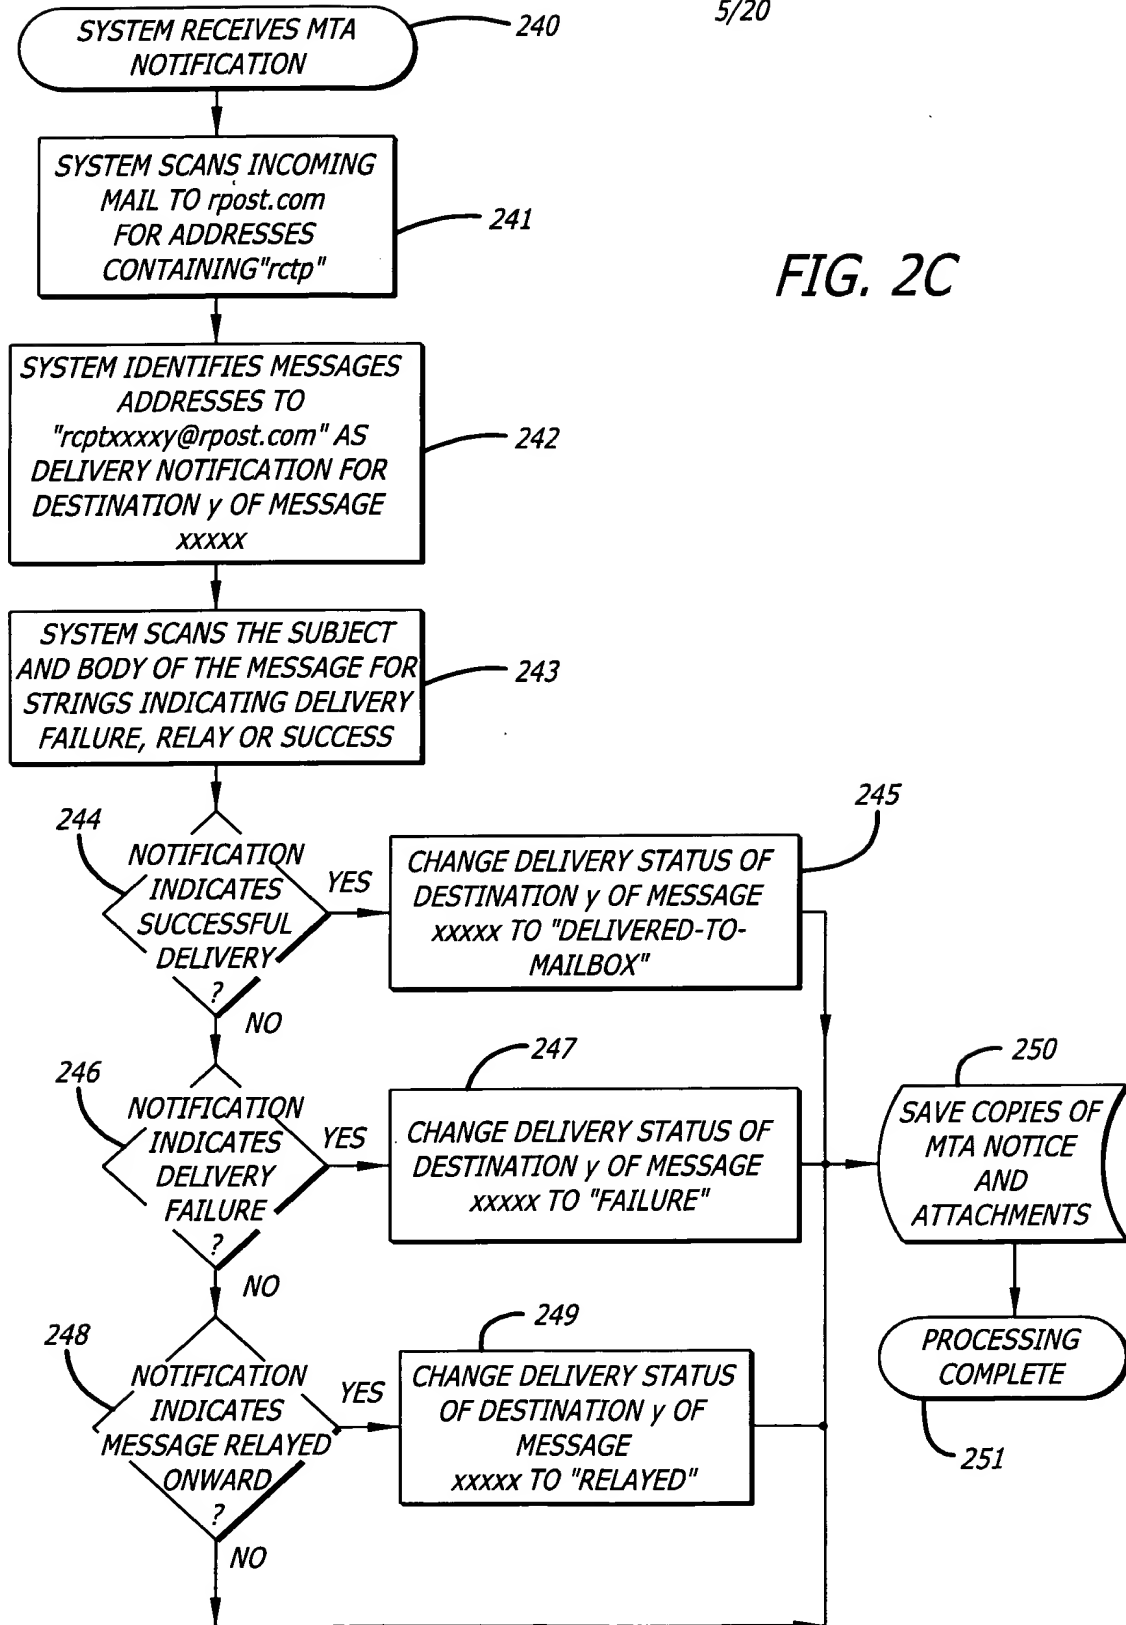 5/20
SYSTEM RECEIVES MTA
NOTIFICATION
240
SYSTEM SCANS INCOMING
MAIL TO rpost.com
FOR ADDRESSES
CONTAINING"rctp"
241
FIG. 2C
SYSTEM IDENTIFIES MESSAGES
ADDRESSES TO
"rcptxxxxy@rpost.com" AS
DELIVERY NOTIFICATION FOR
DESTINATION y OF MESSAGE
xxxxx
242
SYSTEM SCANS THE SUBJECT
AND BODY OF THE MESSAGE FOR
STRINGS INDICATING DELIVERY
FAILURE, RELAY OR SUCCESS
243
244
NOTIFICATION
INDICATES
SUCCESSFUL
DELIVERY
?
YES
NO
CHANGE DELIVERY STATUS OF
DESTINATION y OF MESSAGE
xxxxx TO "DELIVERED-TO-
MAILBOX"
245
246
NOTIFICATION
INDICATES
DELIVERY
FAILURE
?
YES
NO
CHANGE DELIVERY STATUS OF
DESTINATION y OF MESSAGE
xxxxx TO "FAILURE"
247
248
NOTIFICATION
INDICATES
MESSAGE RELAYED
ONWARD
?
YES
NO
CHANGE DELIVERY STATUS
OF DESTINATION y OF
MESSAGE
xxxxx TO "RELAYED"
249
250
SAVE COPIES OF
MTA NOTICE
AND
ATTACHMENTS
PROCESSING
COMPLETE
251